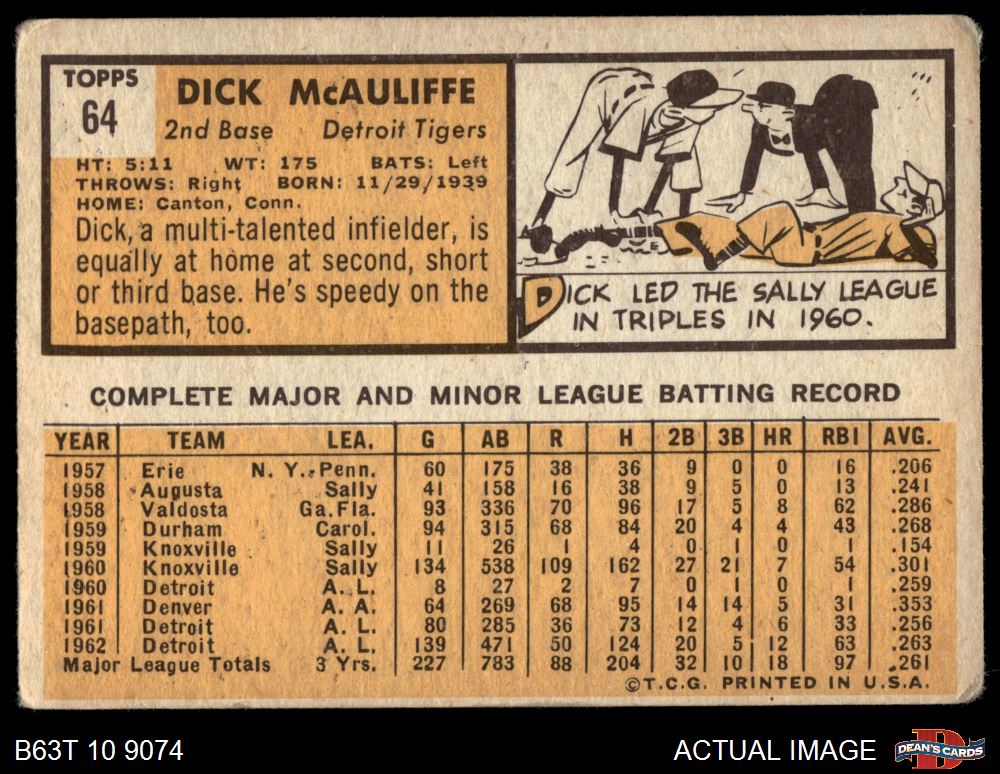 TOPPS
64
DICK McAULIFFE
2nd Base Detroit Tigers
HT: 5:11 WT: 175 BATS: Left
THROWS: Right BORN: 11/29/1939
HOME: Canton, Conn.
Dick, a multi-talented infielder, is
equally at home at second, short
or third base. He's speedy on the
basepath, too.
DICK LED THE SALLY LEAGUE
IN TRIPLES IN 1960.
COMPLETE MAJOR AND MINOR LEAGUE BATTING RECORD
YEAR TEAM LEA. G AB R H 2B 3B HR RBI AVG.
1957 Erie N. Y.-Penn. 60 175 38 36 9 0 0 16 .206
1958 Augusta Sally 41 158 16 38 9 5 0 13 .241
1958 Valdosta Ga.Fla. 93 336 70 96 17 5 8 62 .286
1959 Durham Carol. 94 315 68 84 20 4 4 43 .268
1959 Knoxville Sally 11 26 1 4 0 1 0 1 .154
1960 Knoxville Sally 134 538 109 162 27 21 7 54 .301
1960 Detroit A. L. 8 27 2 7 0 1 0 1 .259
1961 Denver A. A. 64 269 68 95 14 14 5 31 .353
1961 Detroit A. L. 80 285 36 73 12 4 6 33 .256
1962 Detroit A. L. 139 471 50 124 20 5 12 63 .263
Major League Totals 3 Yrs. 227 783 88 204 32 10 18 97 .261
©T.C.G. PRINTED IN U.S.A.
B63T 10 9074
ACTUAL IMAGE
D
DEAN'S CARDS